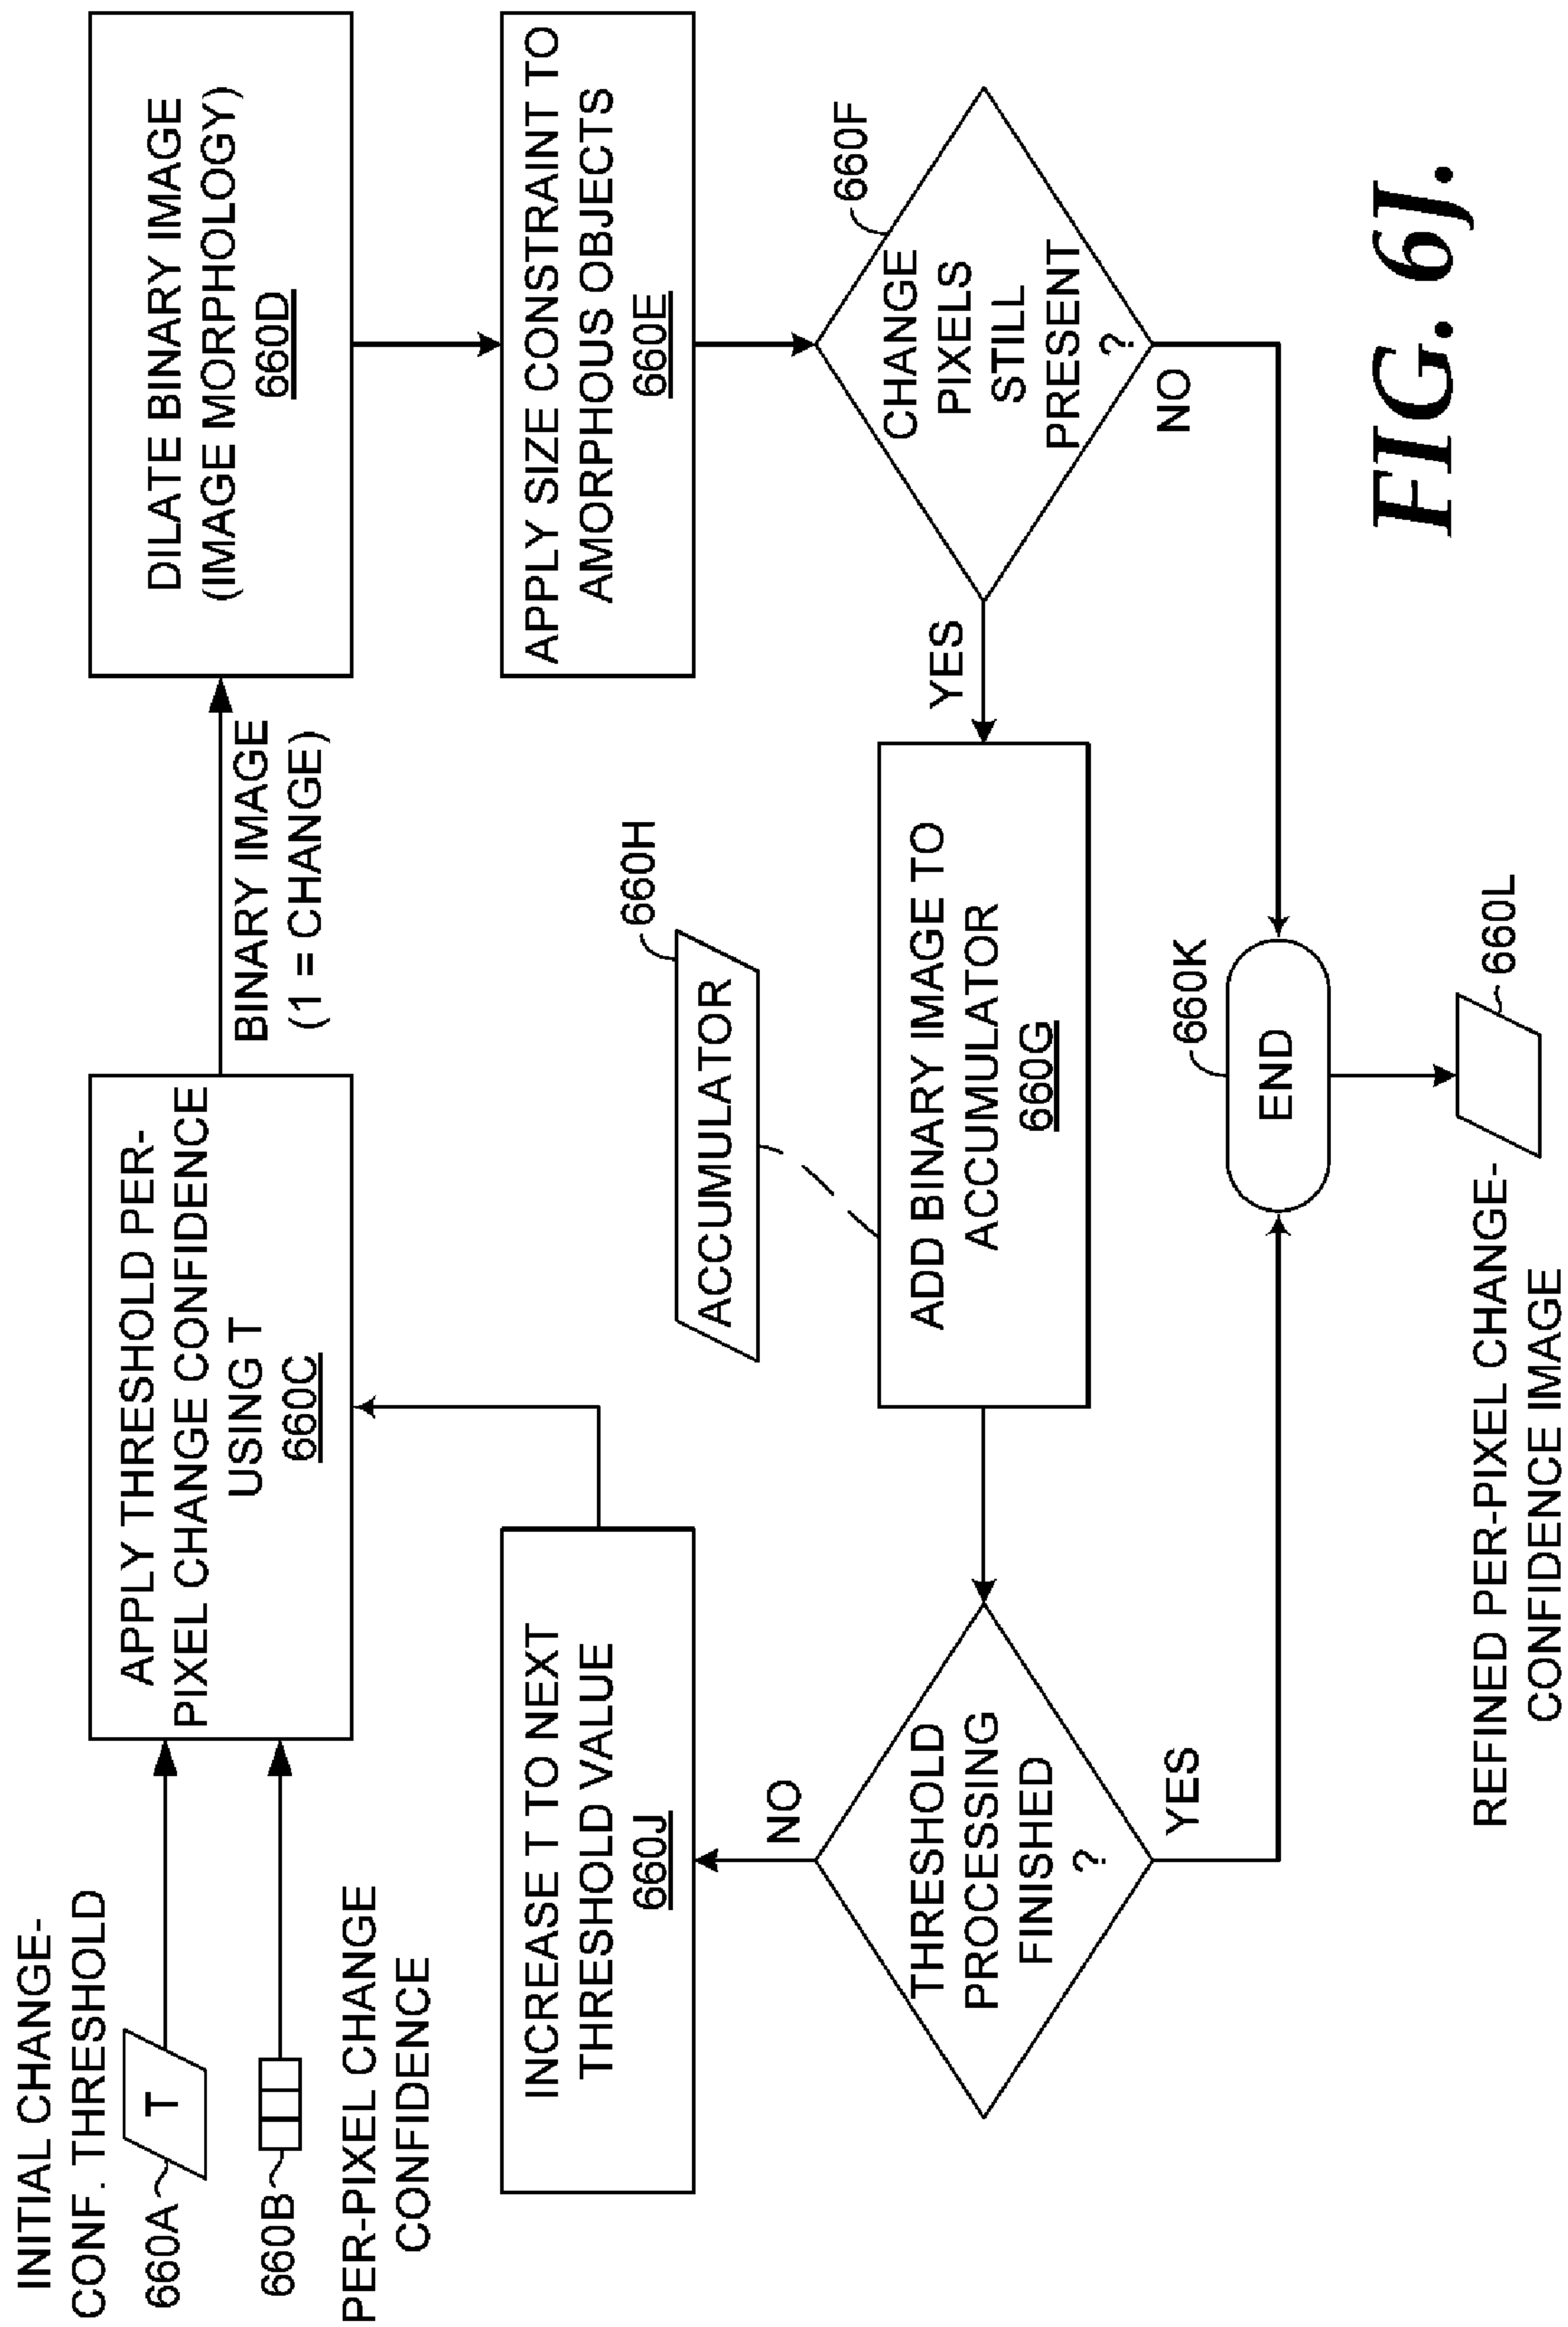 INITIAL CHANGE-
CONF. THRESHOLD
T
660A
660B
PER-PIXEL CHANGE
CONFIDENCE
APPLY THRESHOLD PER-
PIXEL CHANGE CONFIDENCE
USING T
660C
BINARY IMAGE
(1 = CHANGE)
DILATE BINARY IMAGE
(IMAGE MORPHOLOGY)
660D
APPLY SIZE CONSTRAINT TO
AMORPHOUS OBJECTS
660E
660F
CHANGE
PIXELS
STILL
PRESENT
?
YES
NO
660H
ACCUMULATOR
ADD BINARY IMAGE TO
ACCUMULATOR
660G
THRESHOLD
PROCESSING
FINISHED
?
NO
YES
INCREASE T TO NEXT
THRESHOLD VALUE
660J
660K
END
660L
REFINED PER-PIXEL CHANGE-
CONFIDENCE IMAGE
FIG. 6J.